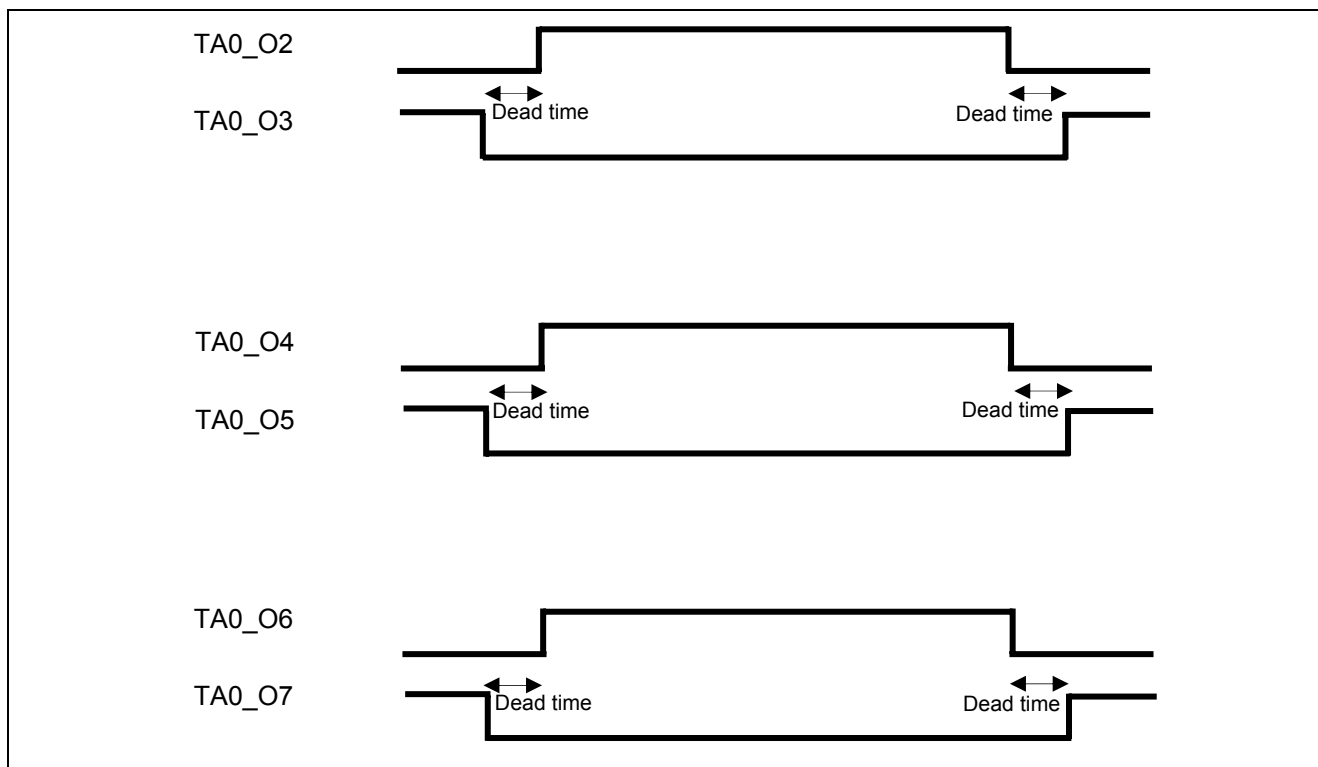 TA0_O2
Dead time
Dead time
TA0_O3
TA0_O4
Dead time
Dead time
TA0_O5
TA0_O6
Dead time
Dead time
TA0_O7